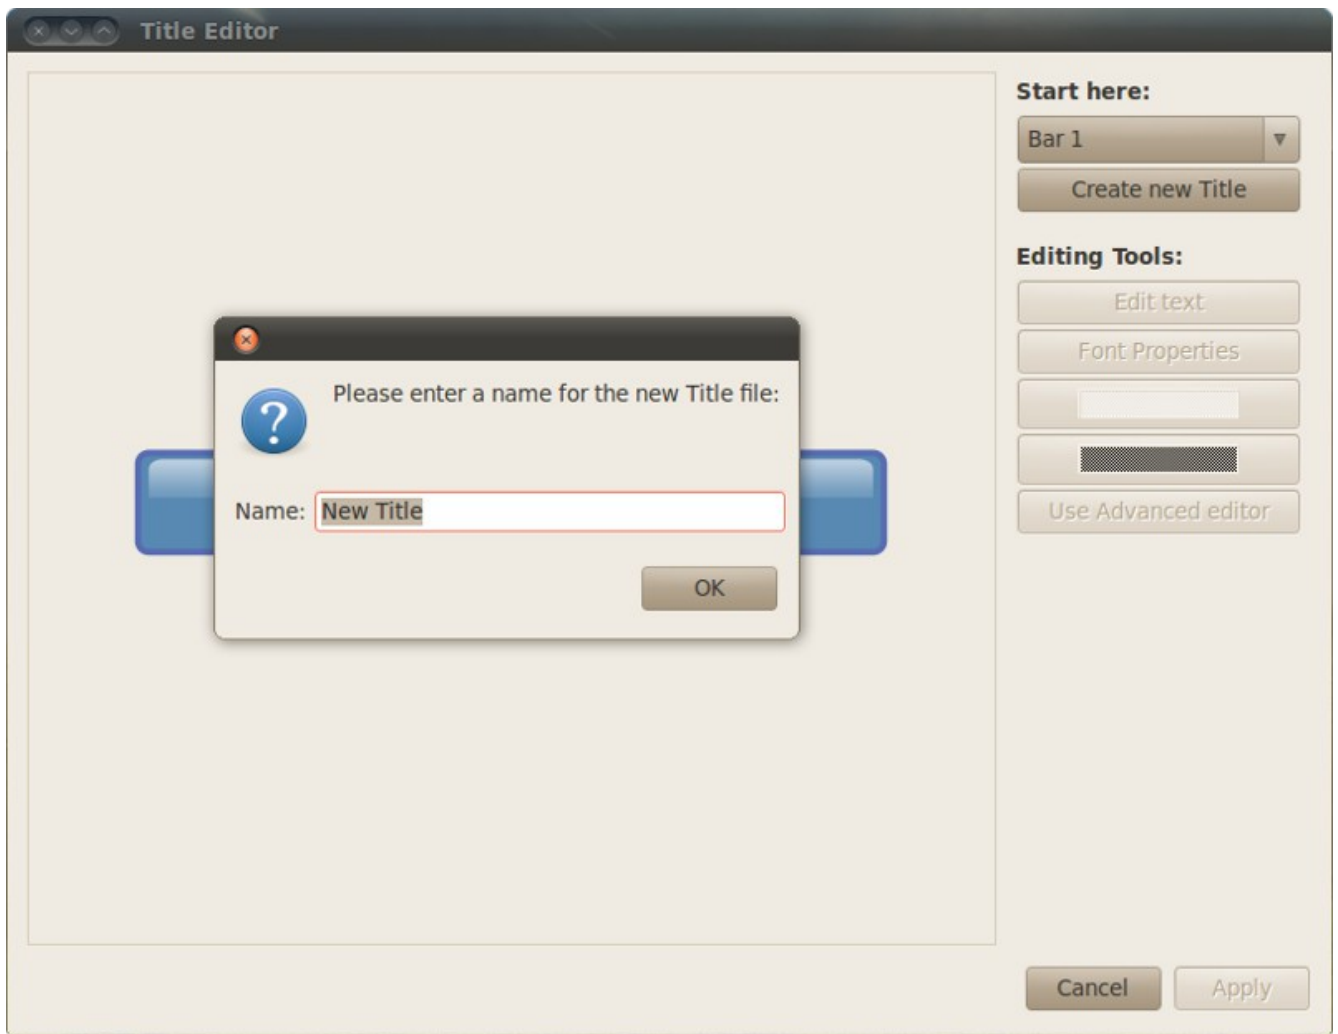 Title Editor
Start here:
Bar 1
Create new Title
Editing Tools:
Edit text
Font Properties
Use Advanced editor
Please enter a name for the new Title file:
Name: New Title
OK
Cancel
Apply